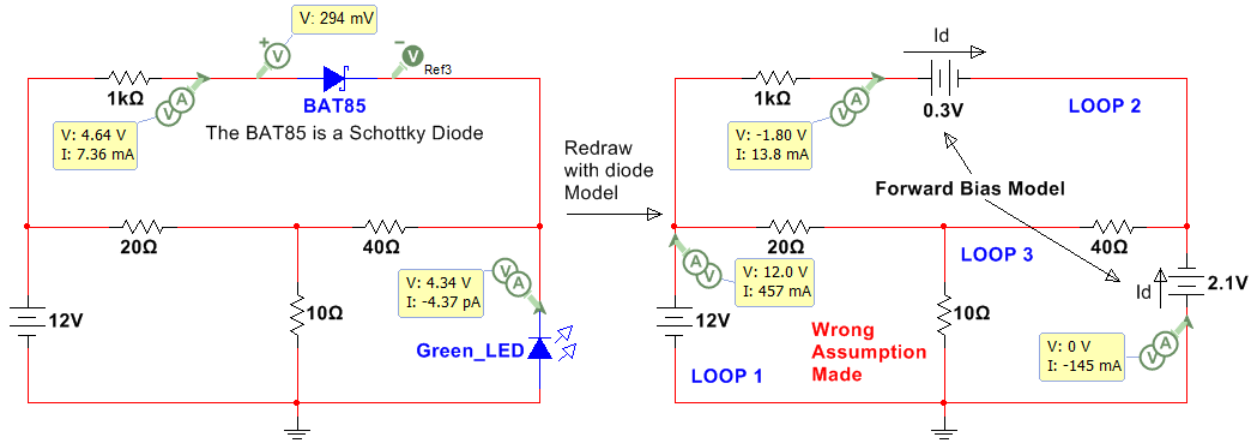 V: 294 mV
+
V
-
V
Ref3
1kΩ
BAT85
V
A
V: 4.64 V
I: 7.36 mA
The BAT85 is a Schottky Diode
20Ω
40Ω
V: 4.34 V
I: -4.37 pA
V
A
12V
10Ω
Green_LED
Redraw
with diode
Model
Id
1kΩ
0.3V
LOOP 2
V
A
V: -1.80 V
I: 13.8 mA
Forward Bias Model
20Ω
LOOP 3
40Ω
A
V
V: 12.0 V
I: 457 mA
Id
2.1V
12V
Wrong
Assumption
Made
10Ω
V: 0 V
I: -145 mA
V
A
LOOP 1